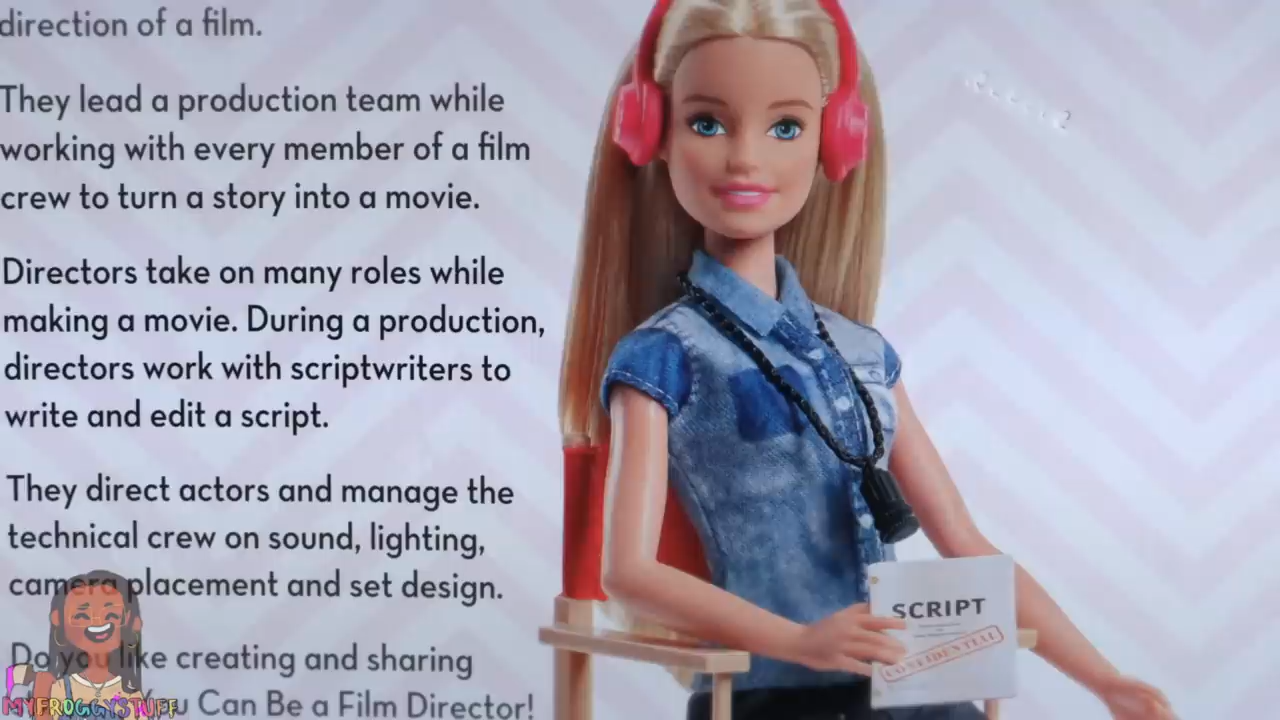 direction of a film.
They lead a production team while
working with every member of a film
crew to turn a story into a movie.
Directors take on many roles while
making a movie. During a production,
directors work with scriptwriters to
write and edit a script.
They direct actors and manage the
technical crew on sound, lighting,
camera placement and set design.
Do you like creating and sharing
You Can Be a Film Director!
SCRIPT
CONFIDENTIAL
MYFROGGYSTUFF